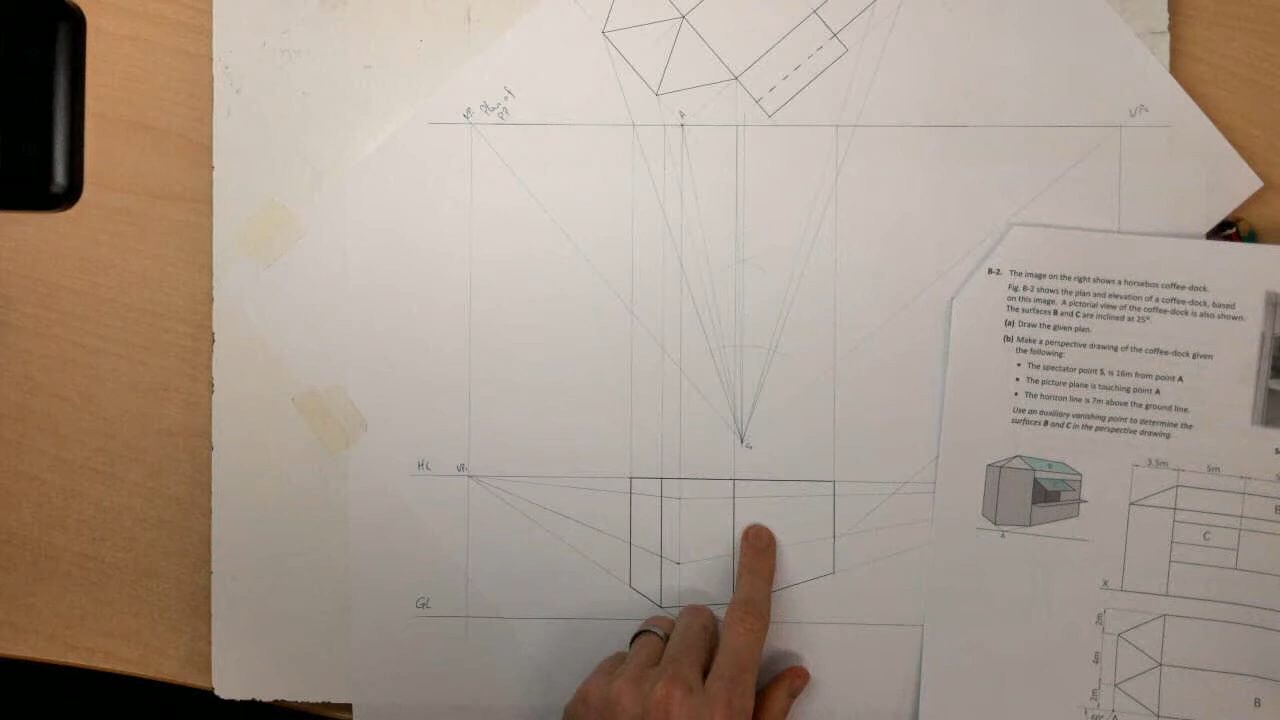 Plan of
PP
A
VP₂
HL
VP₁
GL
B-2. The image on the right shows a horsebox coffee-dock.
Fig. B-2 shows the plan and elevation of a coffee-dock, based
on this image. A pictorial view of the coffee-dock is also shown.
The surfaces B and C are inclined at 25°.
(a) Draw the given plan.
(b) Make a perspective drawing of the coffee-dock given
the following:
• The spectator point S, is 16m from point A
• The picture plane is touching point A
• The horizon line is 7m above the ground line.
Use an auxiliary vanishing point to determine the
surfaces B and C in the perspective drawing.
3.5m 5m
B
C
A
X
2m
4m
2m
B
A